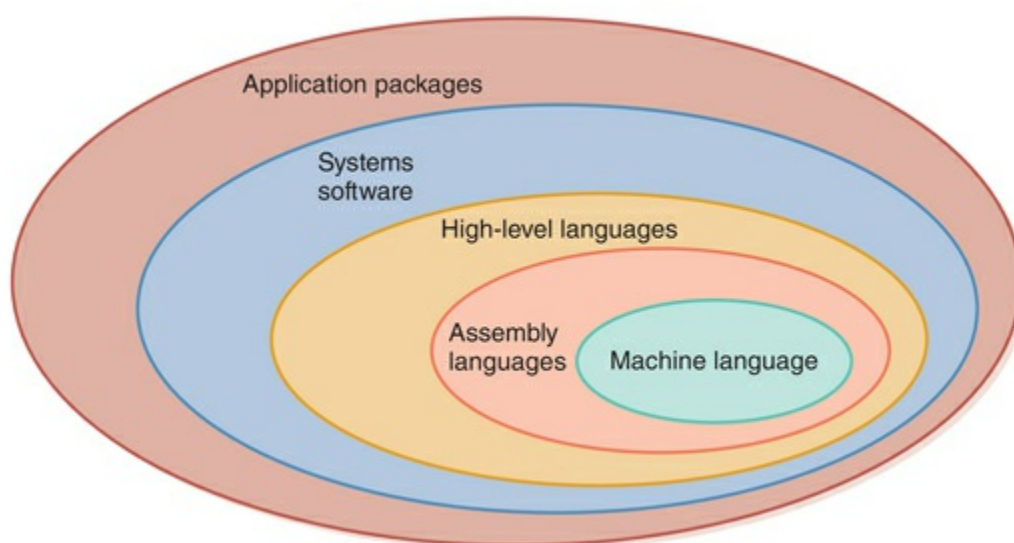 Application packages
Systems
software
High-level languages
Assembly
languages
Machine language